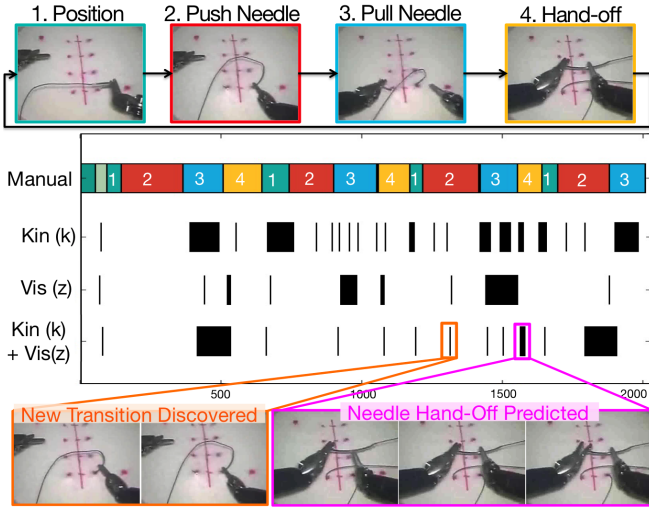 1. Position 2. Push Needle 3. Pull Needle 4. Hand-off
Manual 1 2 3 4 1 2 3 4 1 2 3 4 1 2 3
Kin (k)
Vis (z)
Kin (k)
+ Vis(z)
500 1000 1500 2000
New Transition Discovered Needle Hand-Off Predicted